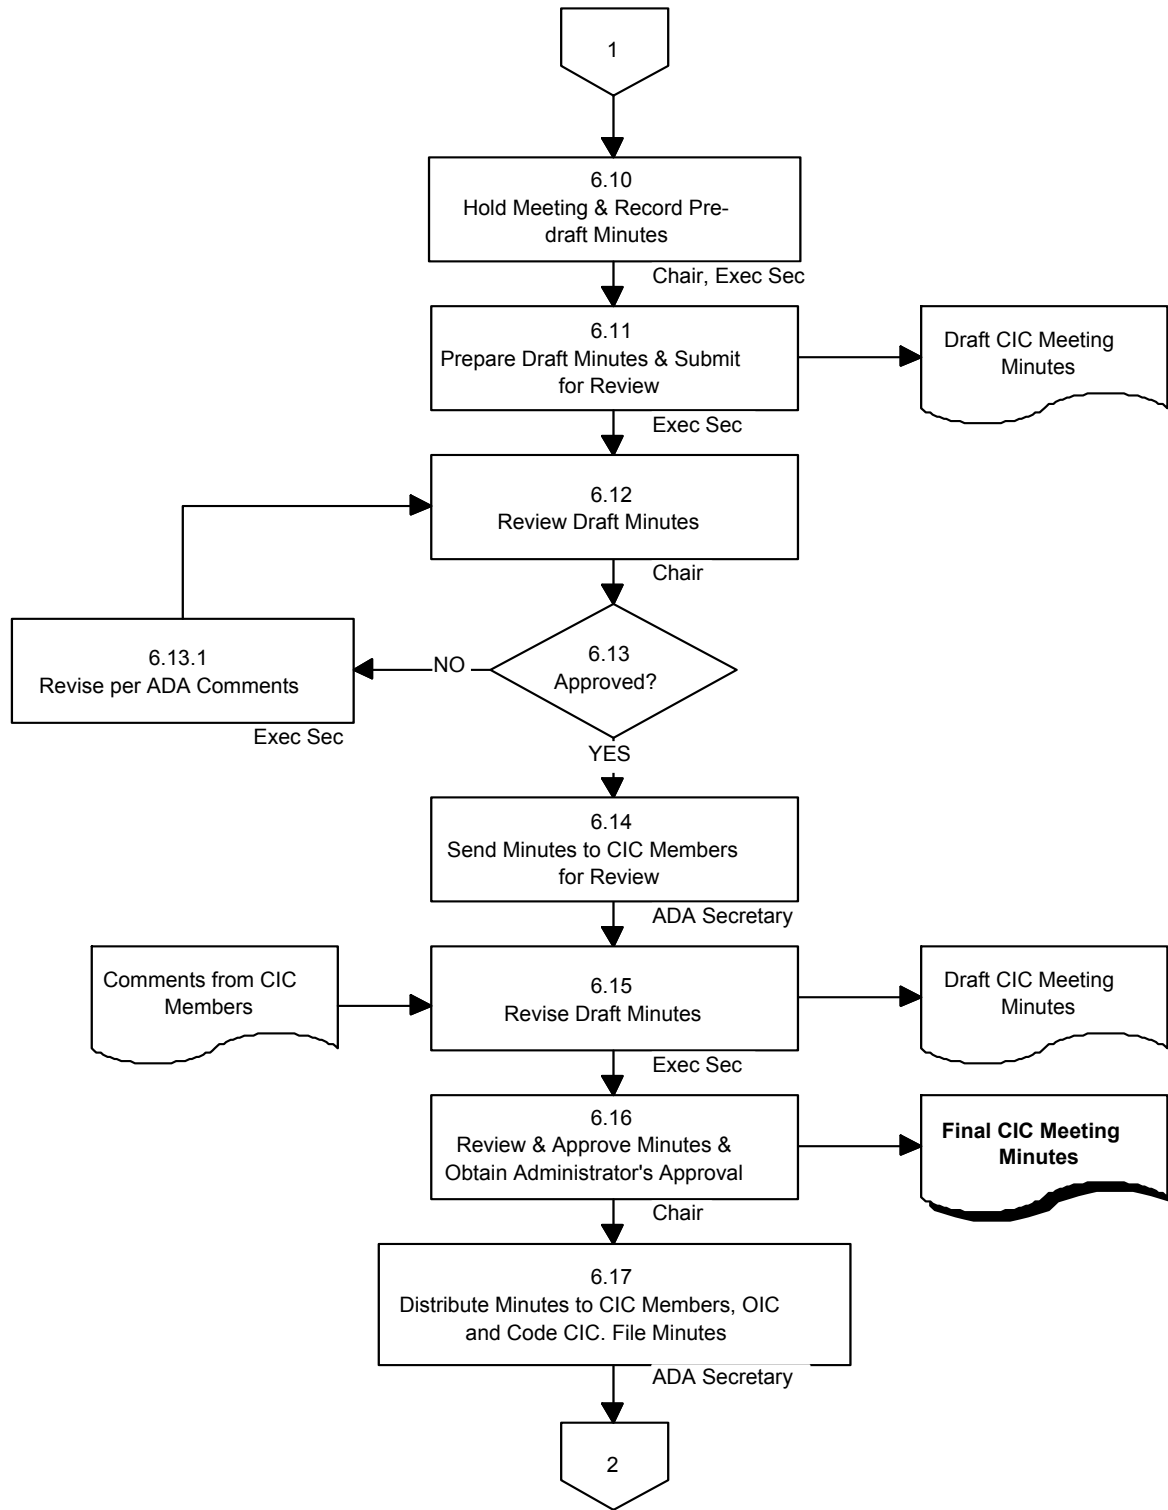 1
6.10
Hold Meeting & Record Pre-
draft Minutes
Chair, Exec Sec
6.11
Prepare Draft Minutes & Submit
for Review
Draft CIC Meeting
Minutes
Exec Sec
6.12
Review Draft Minutes
Chair
6.13.1
Revise per ADA Comments
Exec Sec
NO
6.13
Approved?
YES
6.14
Send Minutes to CIC Members
for Review
ADA Secretary
Comments from CIC
Members
6.15
Revise Draft Minutes
Draft CIC Meeting
Minutes
Exec Sec
6.16
Review & Approve Minutes &
Obtain Administrator's Approval
Final CIC Meeting
Minutes
Chair
6.17
Distribute Minutes to CIC Members, OIC
and Code CIC. File Minutes
ADA Secretary
2